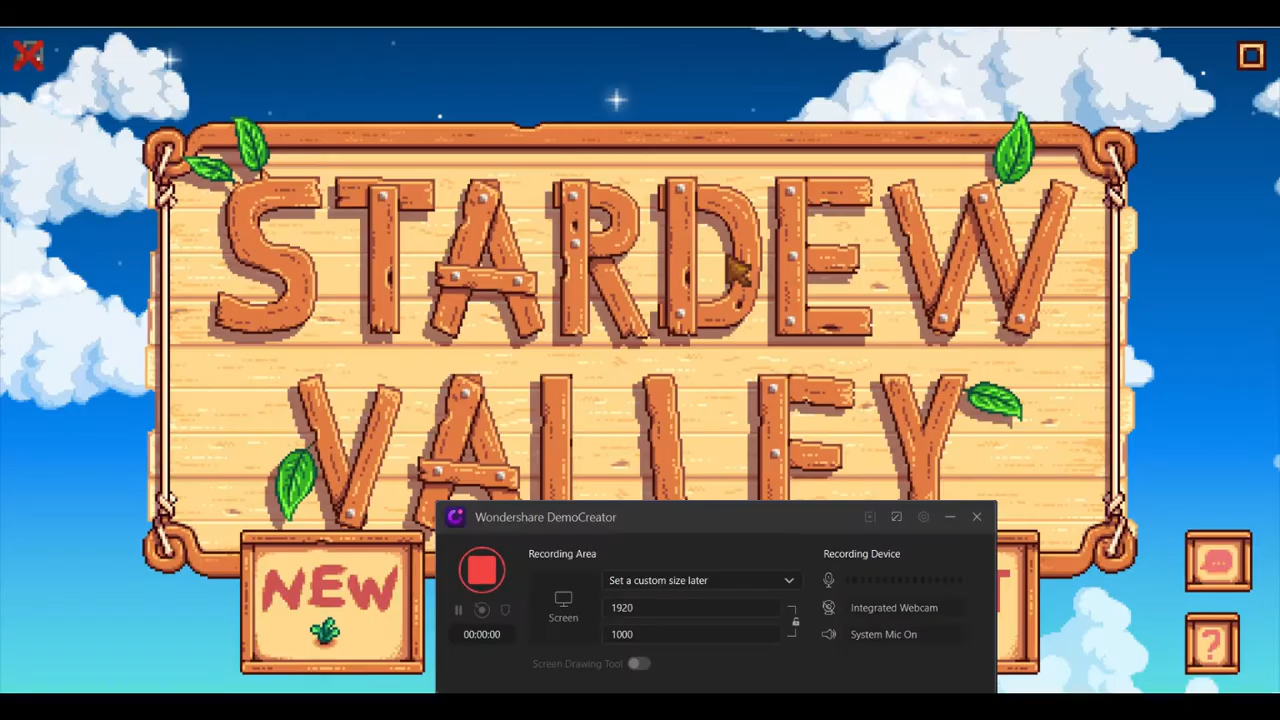 STARDEW
VALLEY
NEW
Wondershare DemoCreator
Recording Area
Recording Device
Set a custom size later
Screen
1920
1000
Integrated Webcam
00:00:00
System Mic On
Screen Drawing Tool
?